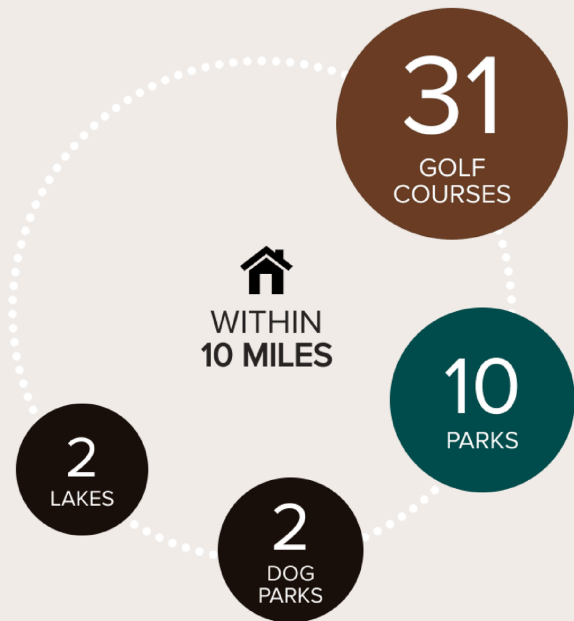 31
GOLF
COURSES
WITHIN
10 MILES
10
PARKS
2
LAKES
2
DOG
PARKS